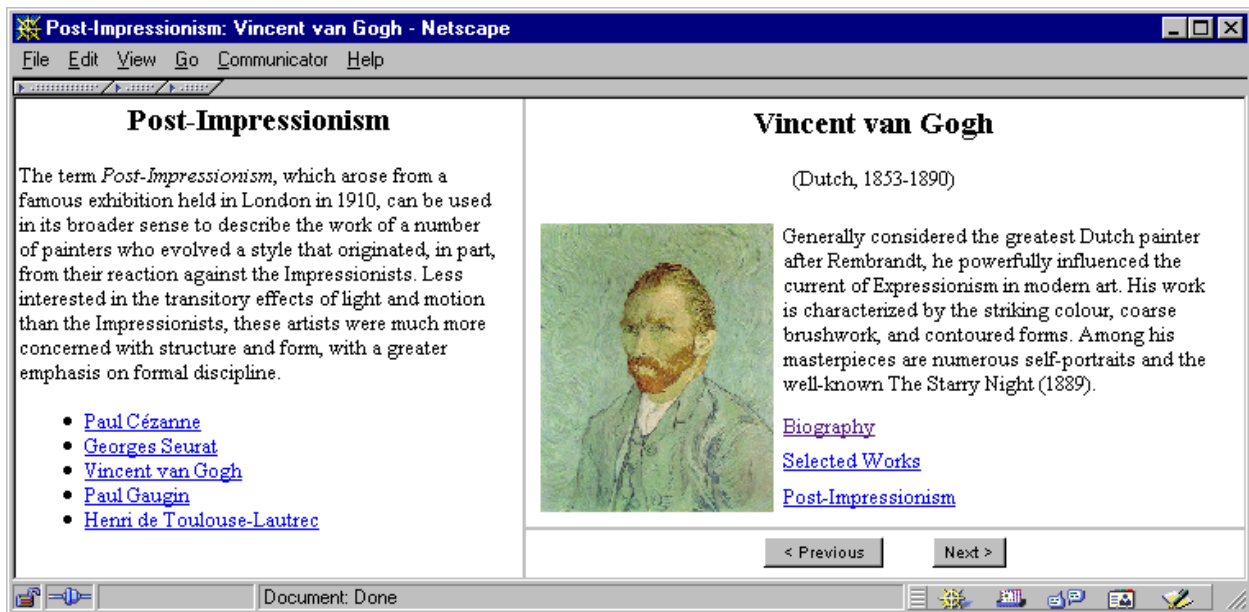 Post-Impressionism: Vincent van Gogh - Netscape
File Edit View Go Communicator Help
Post-Impressionism
The term Post-Impressionism, which arose from a
famous exhibition held in London in 1910, can be used
in its broader sense to describe the work of a number
of painters who evolved a style that originated, in part,
from their reaction against the Impressionists. Less
interested in the transitory effects of light and motion
than the Impressionists, these artists were much more
concerned with structure and form, with a greater
emphasis on formal discipline.
Paul Cézanne
Georges Seurat
Vincent van Gogh
Paul Gaugin
Henri de Toulouse-Lautrec
Vincent van Gogh
(Dutch, 1853-1890)
Generally considered the greatest Dutch painter
after Rembrandt, he powerfully influenced the
current of Expressionism in modern art. His work
is characterized by the striking colour, coarse
brushwork, and contoured forms. Among his
masterpieces are numerous self-portraits and the
well-known The Starry Night (1889).
Biography
Selected Works
Post-Impressionism
< Previous Next >
Document: Done